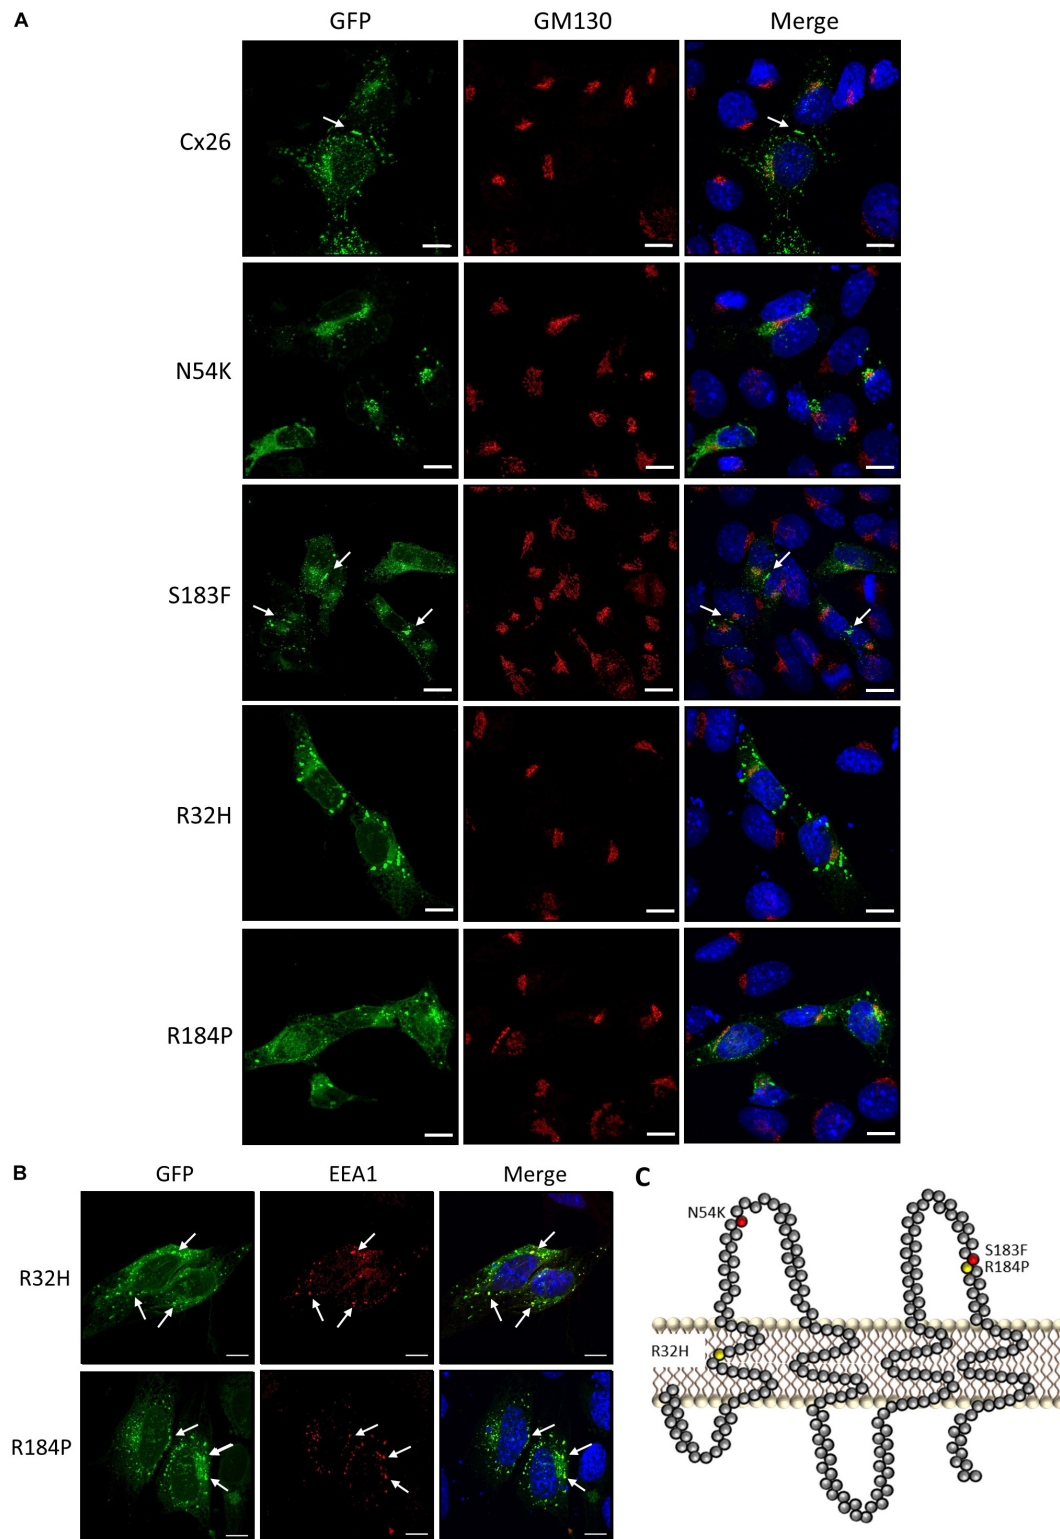 A
GFP GM130 Merge
Cx26
N54K
S183F
R32H
R184P
B
GFP EEA1 Merge
R32H
R184P
C
N54K
S183F
R184P
R32H